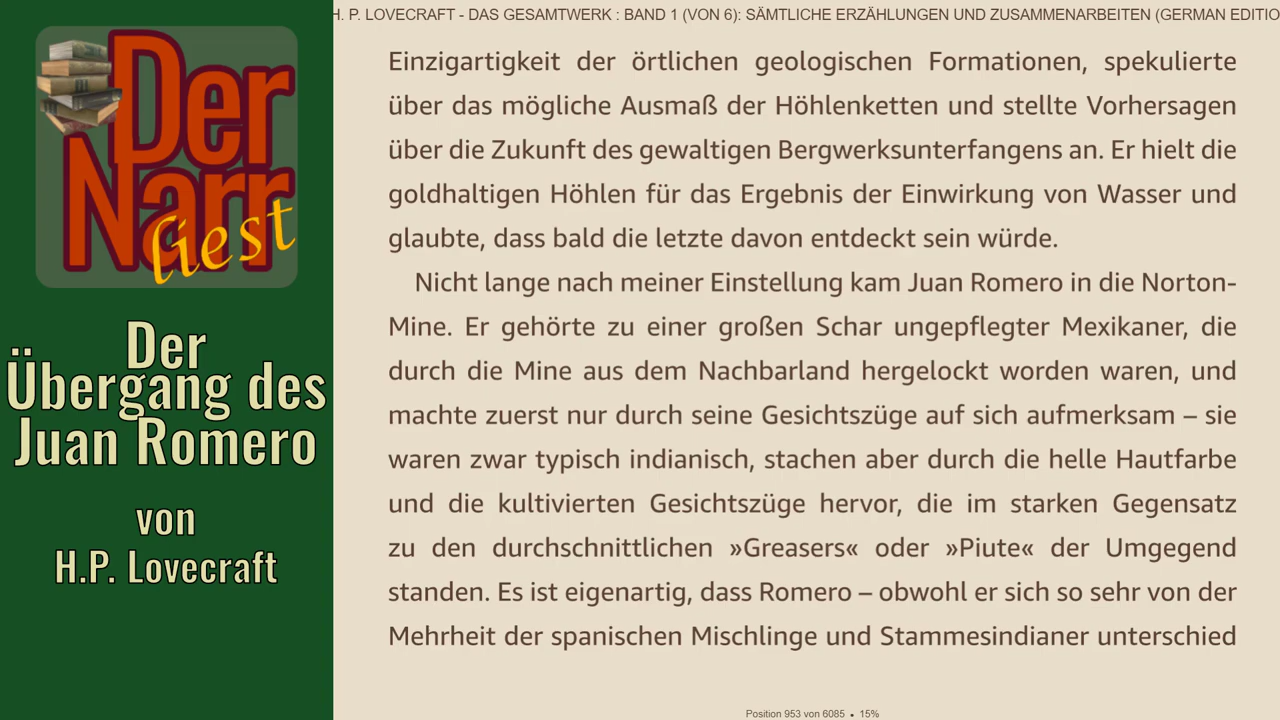 Der
Narr
liest
Der
Übergang des
Juan Romero
von
H.P. Lovecraft
H. P. LOVECRAFT - DAS GESAMTWERK : BAND 1 (VON 6): SÄMTLICHE ERZÄHLUNGEN UND ZUSAMMENARBEITEN (GERMAN EDITIO
Einzigartigkeit der örtlichen geologischen Formationen, spekulierte
über das mögliche Ausmaß der Höhlenketten und stellte Vorhersagen
über die Zukunft des gewaltigen Bergwerksunterfangens an. Er hielt die
goldhaltigen Höhlen für das Ergebnis der Einwirkung von Wasser und
glaubte, dass bald die letzte davon entdeckt sein würde.
Nicht lange nach meiner Einstellung kam Juan Romero in die Norton-
Mine. Er gehörte zu einer großen Schar ungepflegter Mexikaner, die
durch die Mine aus dem Nachbarland hergelockt worden waren, und
machte zuerst nur durch seine Gesichtszüge auf sich aufmerksam – sie
waren zwar typisch indianisch, stachen aber durch die helle Hautfarbe
und die kultivierten Gesichtszüge hervor, die im starken Gegensatz
zu den durchschnittlichen »Greasers« oder »Piute« der Umgegend
standen. Es ist eigenartig, dass Romero – obwohl er sich so sehr von der
Mehrheit der spanischen Mischlinge und Stammesindianer unterschied
Position 953 von 6085 • 15%